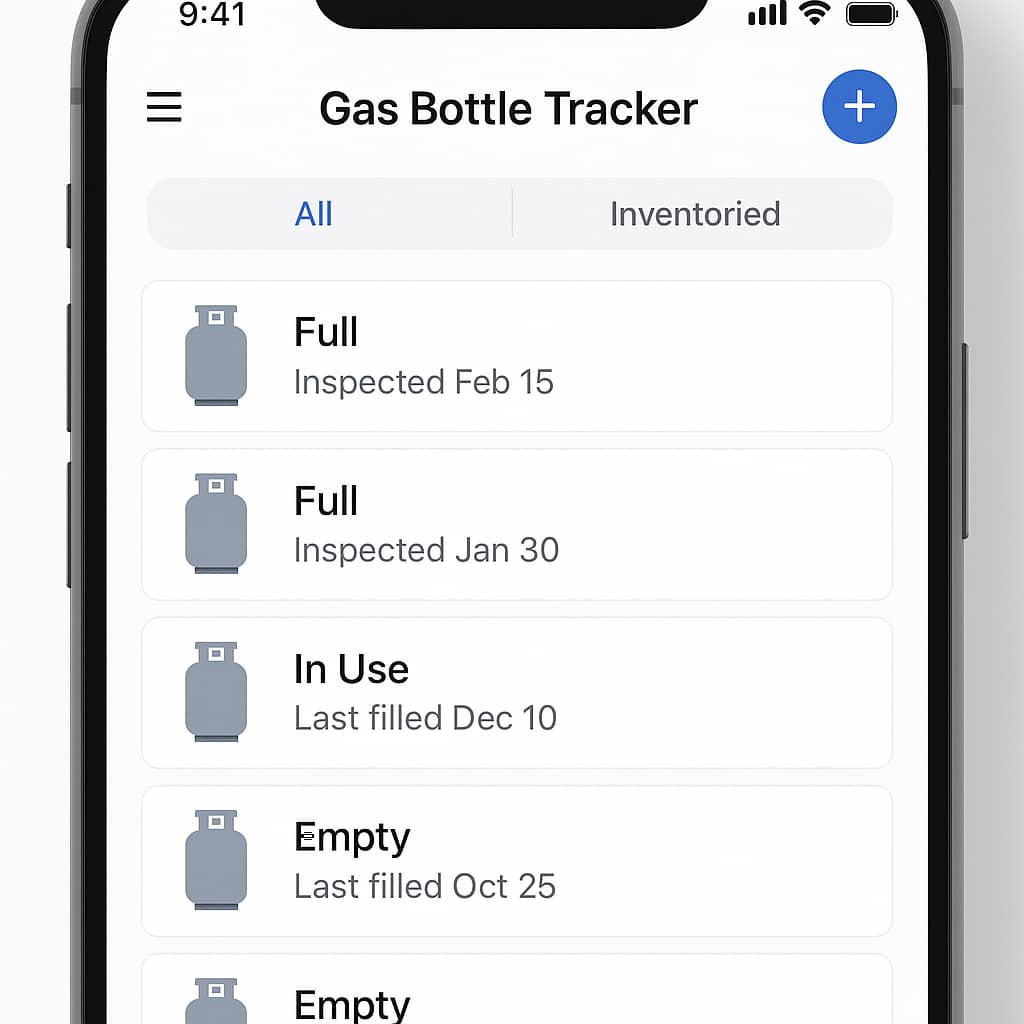 9:41
Gas Bottle Tracker
All
Inventoried
Full
Inspected Feb 15
Full
Inspected Jan 30
In Use
Last filled Dec 10
Empty
Last filled Oct 25
Empty